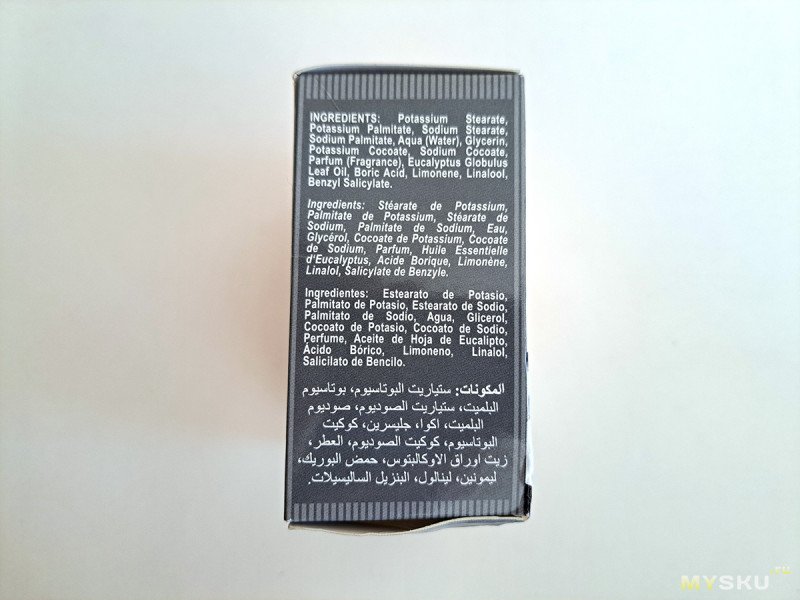 INGREDIENTS: Potassium Stearate,
Potassium Palmitate, Sodium Stearate,
Sodium Palmitate, Aqua (Water), Glycerin,
Potassium Cocoate, Sodium Cocoate,
Parfum (Fragrance), Eucalyptus Globulus
Leaf Oil, Boric Acid, Limonene, Linalool,
Benzyl Salicylate.
Ingredients: Stéarate de Potassium,
Palmitate de Potassium, Stéarate de
Sodium, Palmitate de Sodium, Eau,
Glycérol, Cocoate de Potassium, Cocoate
de Sodium, Parfum, Huile Essentielle
d'Eucalyptus, Acide Borique, Limonène,
Linalol, Salicylate de Benzyle.
Ingredientes: Estearato de Potasio,
Palmitato de Potasio, Estearato de Sodio,
Palmitato de Sodio, Agua, Glicerol,
Cocoato de Potasio, Cocoato de Sodio,
Perfume, Aceite de Hoja de Eucalipto,
Ácido Bórico, Limoneno, Linalol,
Salicilato de Bencilo.
المكونات: ستياريت البوتاسيوم، بوتاسيوم
البلميت، ستياريت الصوديوم، صوديوم
البلميت، اكوا، جليسرين، كوكيت
البوتاسيوم، كوكيت الصوديوم، العطر،
زيت اوراق الاوكالبتوس، حمض البوريك،
ليمونين، لينالول، البنزيل الساليسيلات.
MYSKU.RU